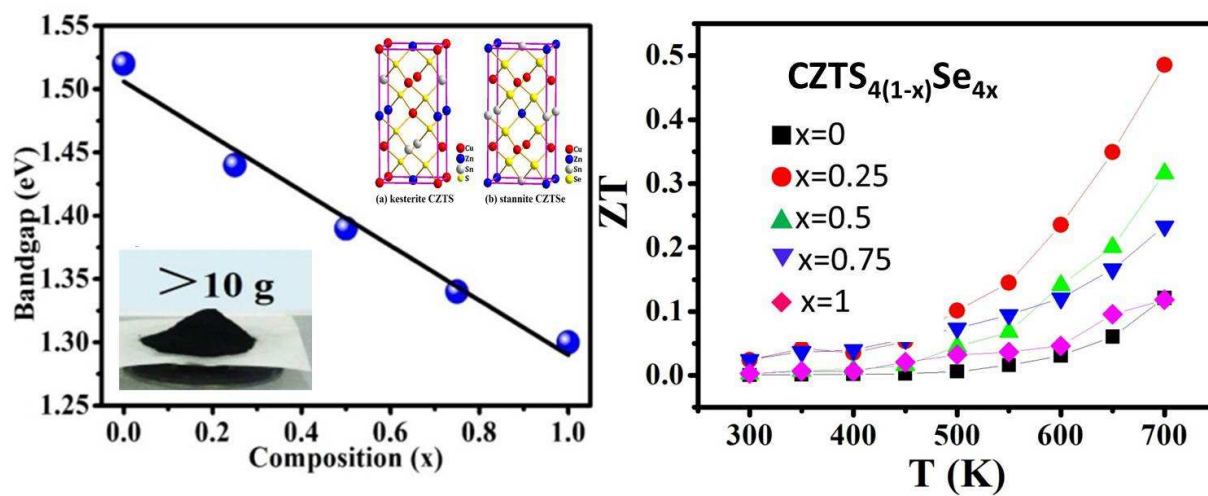 1.55
1.50
1.45
1.40
1.35
1.30
1.25
Bandgap (eV)
0.0 0.2 0.4 0.6 0.8 1.0
Composition (x)
Cu
Zn
Sn
S
(a) kesterite CZTS
Cu
Zn
Sn
Se
(b) stannite CZTSe
>10 g
0.5
0.4
0.3
0.2
0.1
0.0
ZT
CZTS4(1-x)Se4x
x=0
x=0.25
x=0.5
x=0.75
x=1
300 400 500 600 700
T (K)